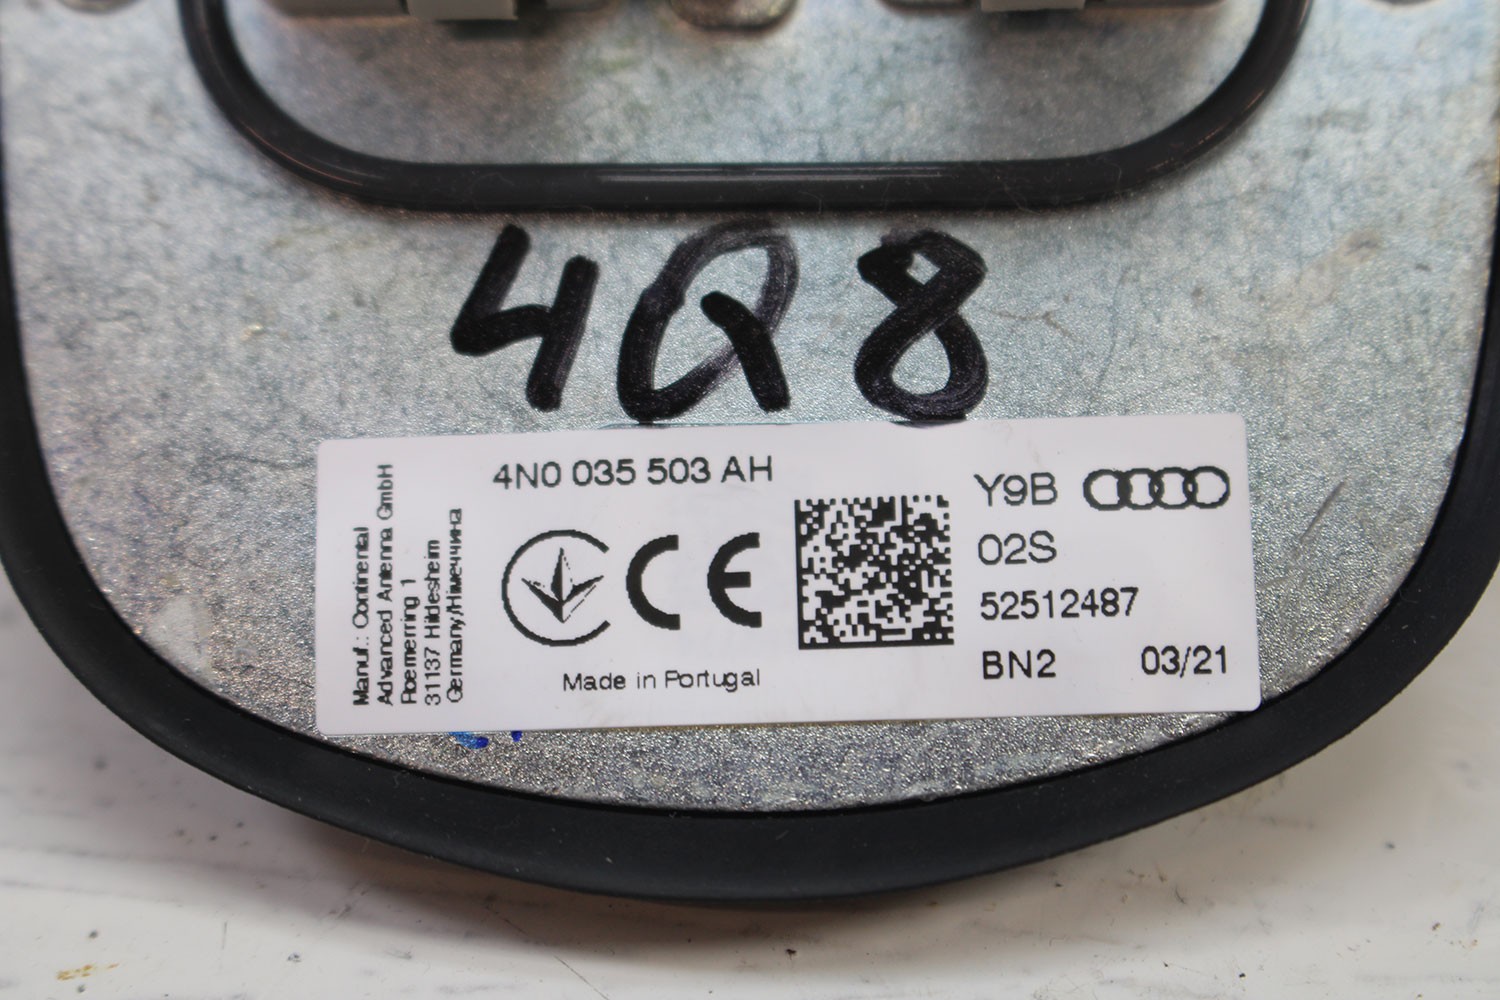 4Q8
4N0 035 503 AH
Manuf.: Continental
Advanced Antenna GmbH
Roemerring 1
31137 Hildesheim
Germany/Німеччина
CE
Made in Portugal
Y9B
02S
52512487
BN2 03/21